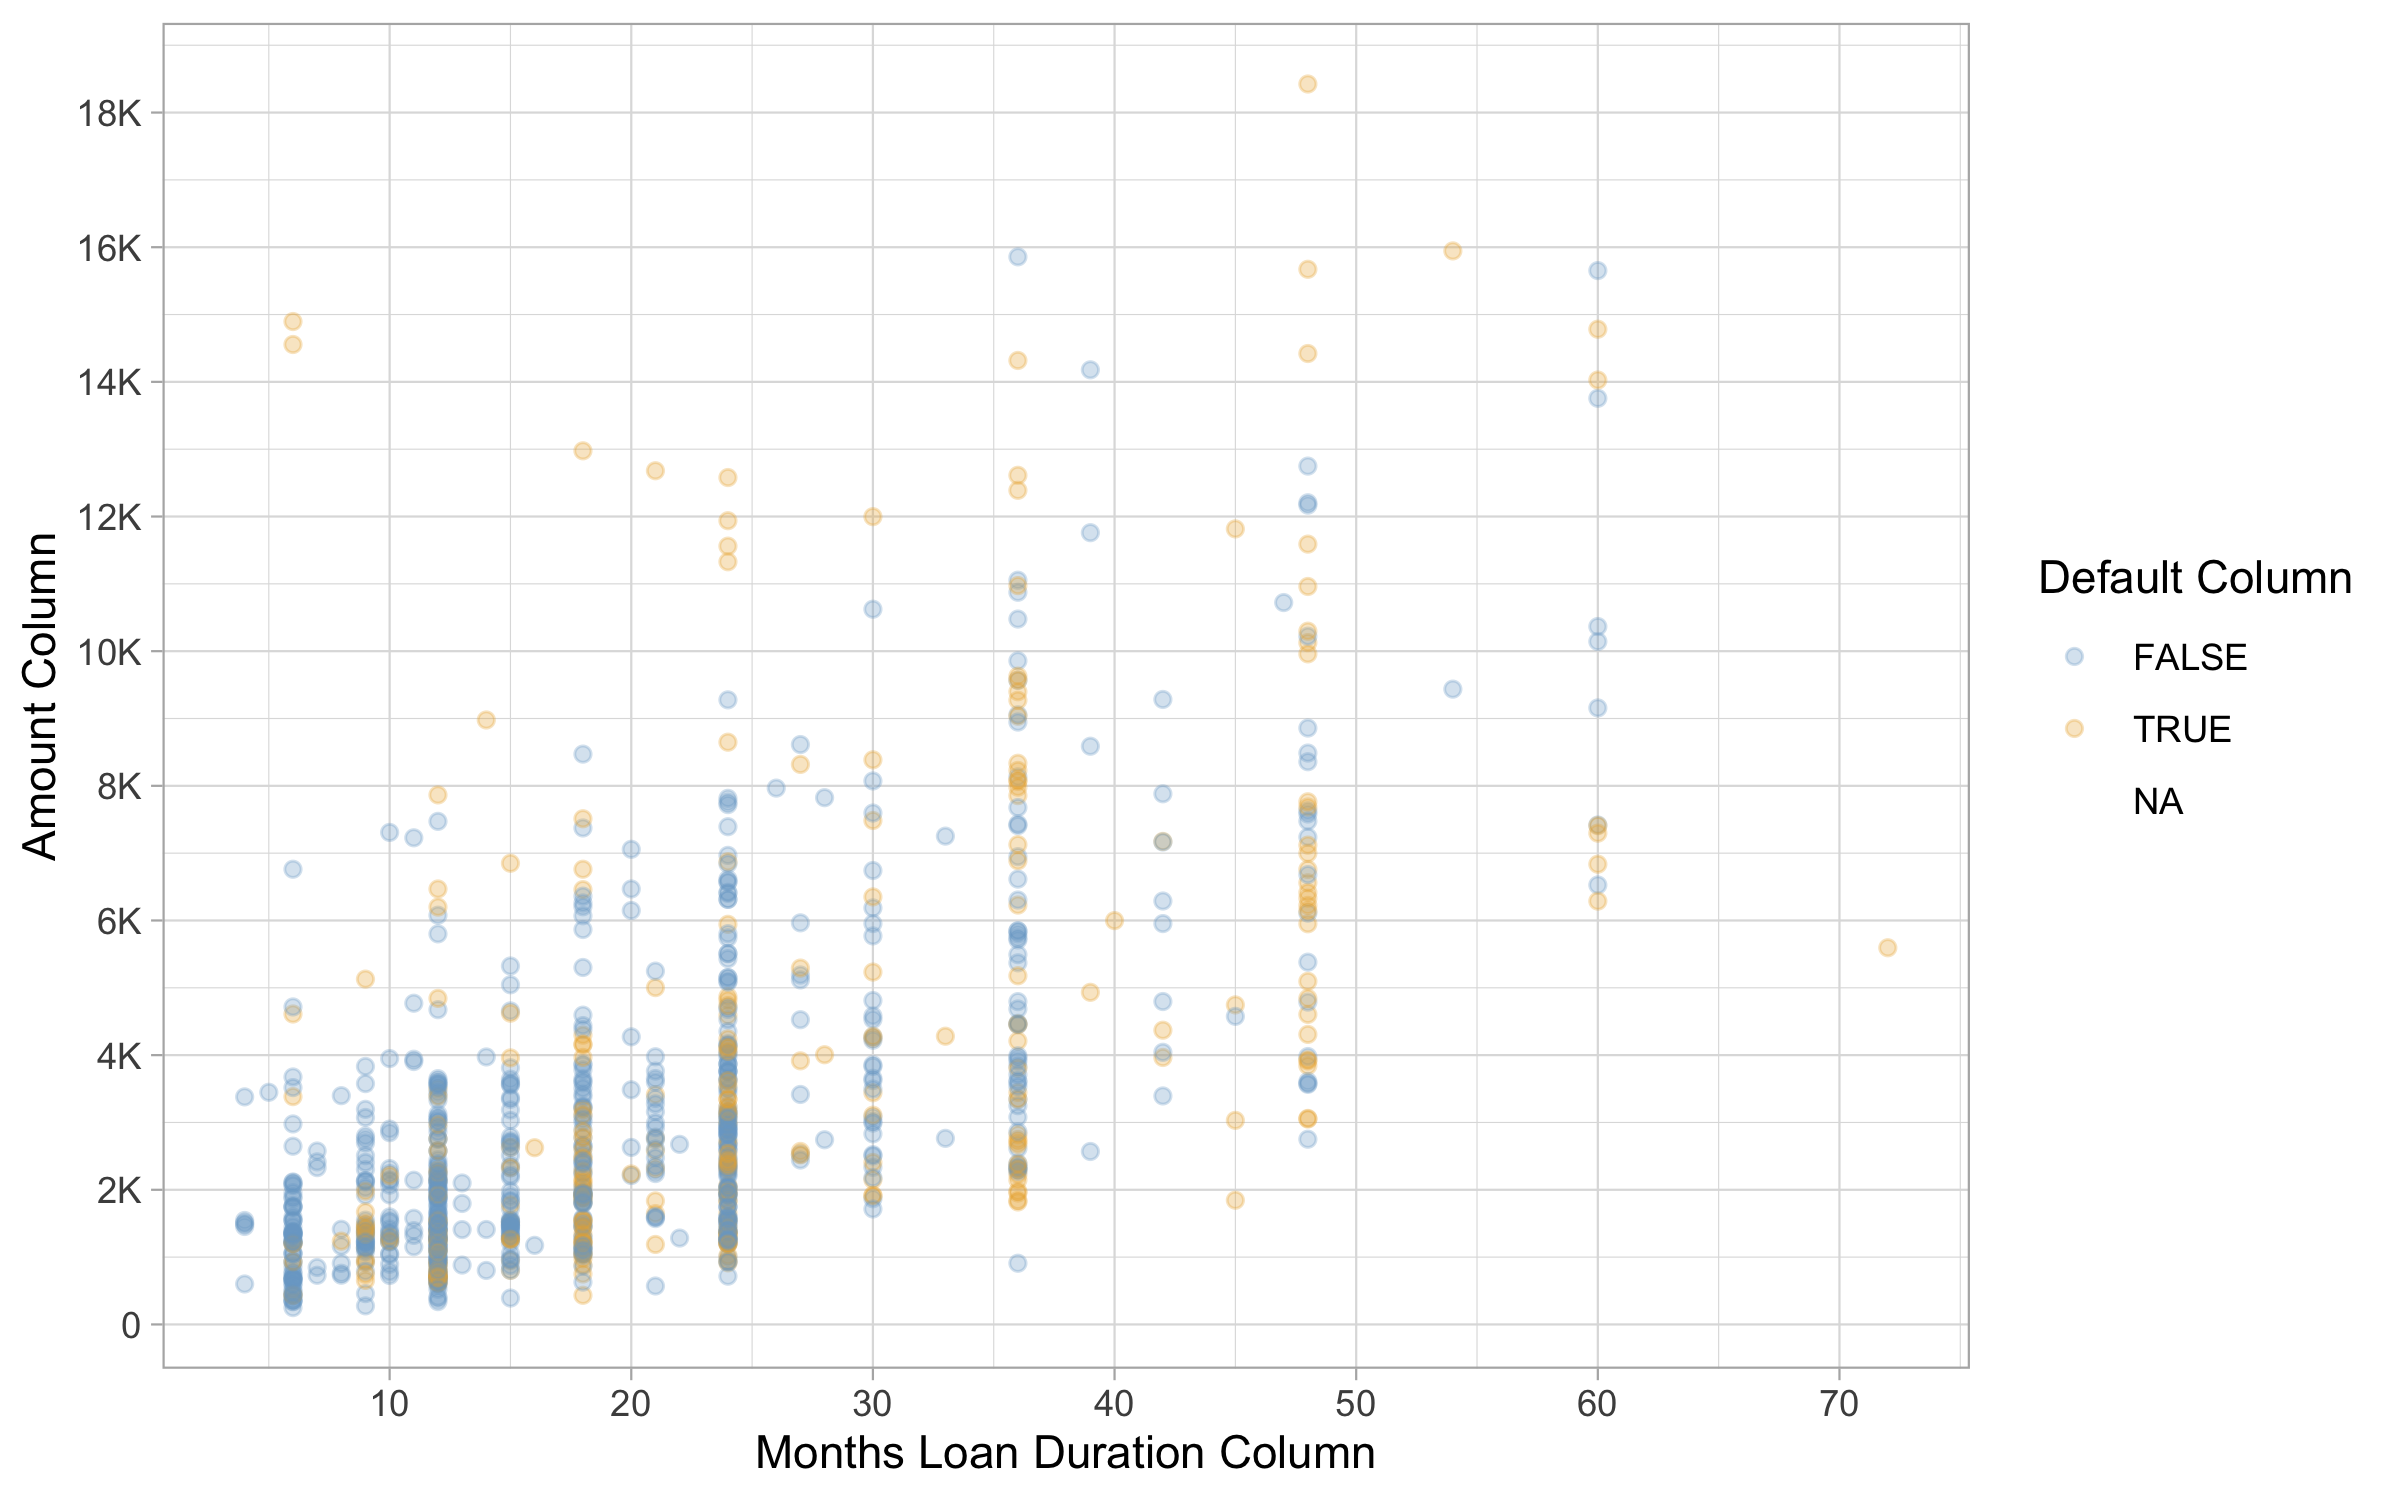 18K
16K
14K
12K
10K
8K
6K
4K
2K
0
Amount Column
10 20 30 40 50 60 70
Months Loan Duration Column
Default Column
FALSE
TRUE
NA